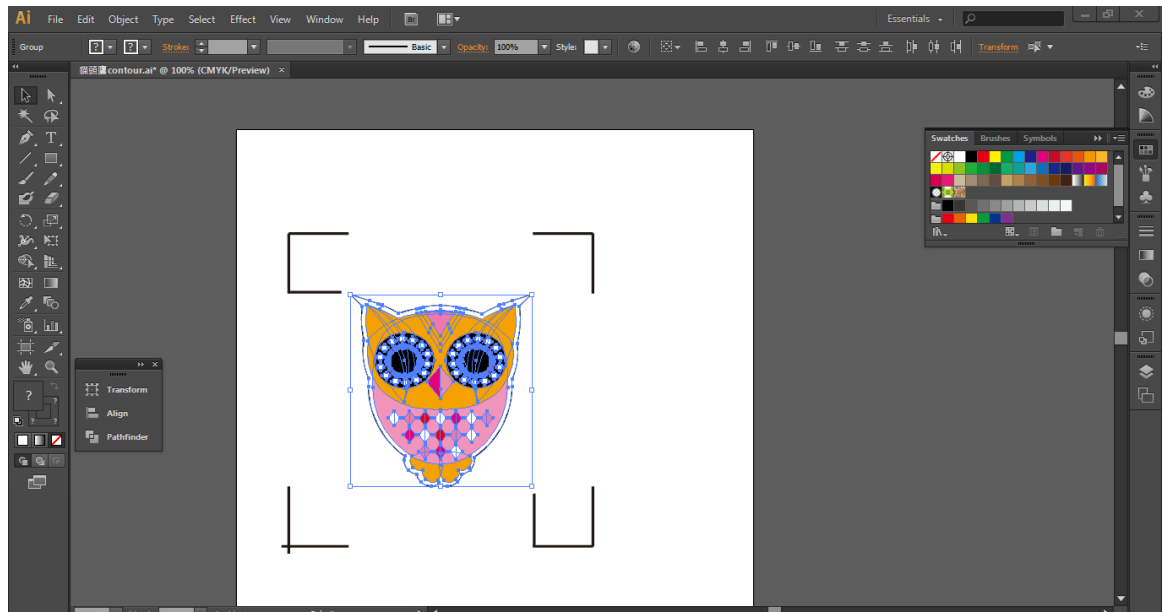 Ai File Edit Object Type Select Effect View Window Help Br Essentials
Group ? ? Stroke: Basic Opacity: 100% Style: Transform
contour.ai* @ 100% (CMYK/Preview) ×
Swatches Brushes Symbols
T
Transform
Align
Pathfinder
?
?